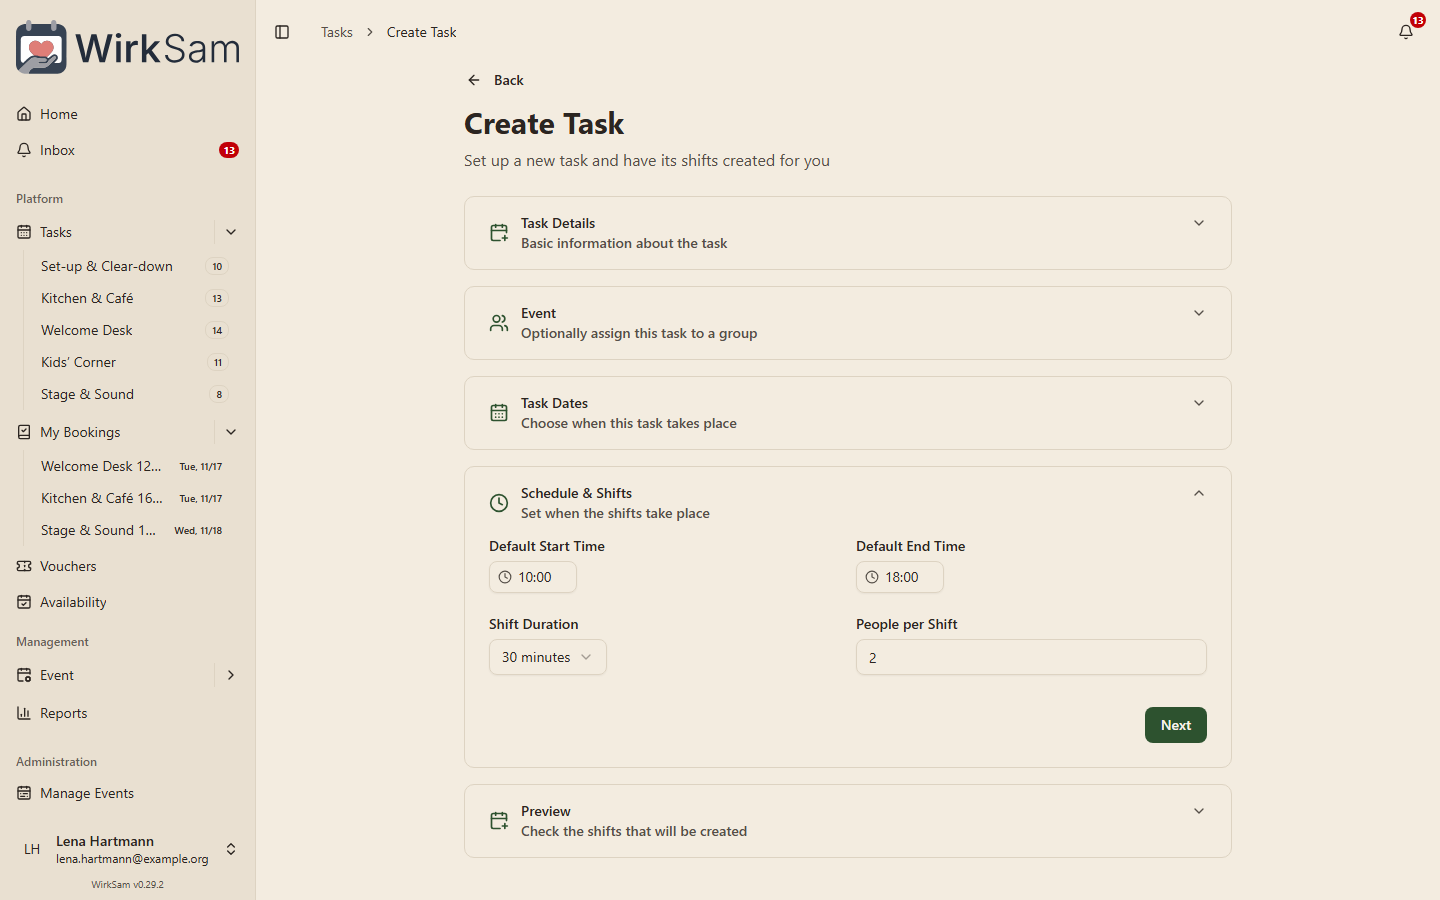 WirkSam
Home
Inbox
13
Platform
Tasks
Set-up & Clear-down
10
Kitchen & Café
13
Welcome Desk
14
Kids' Corner
11
Stage & Sound
8
My Bookings
Welcome Desk 12...
Tue, 11/17
Kitchen & Café 16...
Tue, 11/17
Stage & Sound 1...
Wed, 11/18
Vouchers
Availability
Management
Event
Reports
Administration
Manage Events
LH
Lena Hartmann
lena.hartmann@example.org
WirkSam v0.29.2
Tasks
Create Task
13
Back
Create Task
Set up a new task and have its shifts created for you
Task Details
Basic information about the task
Event
Optionally assign this task to a group
Task Dates
Choose when this task takes place
Schedule & Shifts
Set when the shifts take place
Default Start Time
Default End Time
10:00
18:00
Shift Duration
People per Shift
30 minutes
2
Next
Preview
Check the shifts that will be created